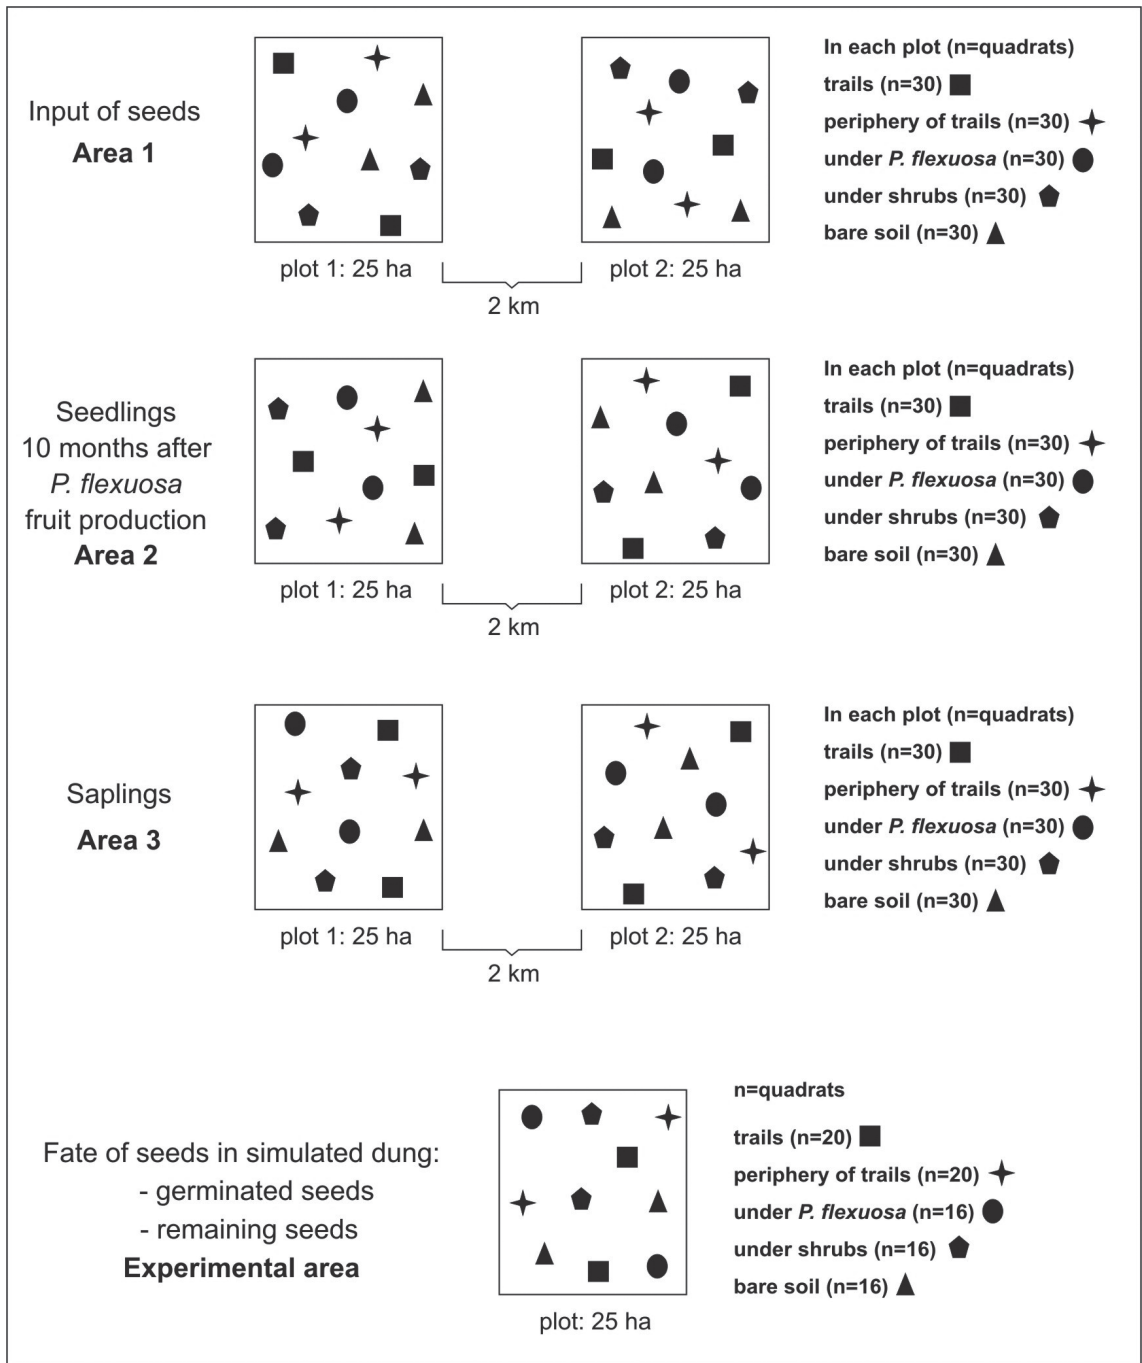 Input of seeds
Area 1
plot 1: 25 ha
plot 2: 25 ha
2 km
In each plot (n=quadrats)
trails (n=30)
periphery of trails (n=30)
under P. flexuosa (n=30)
under shrubs (n=30)
bare soil (n=30)
Seedlings
10 months after
P. flexuosa
fruit production
Area 2
plot 1: 25 ha
plot 2: 25 ha
2 km
In each plot (n=quadrats)
trails (n=30)
periphery of trails (n=30)
under P. flexuosa (n=30)
under shrubs (n=30)
bare soil (n=30)
Saplings
Area 3
plot 1: 25 ha
plot 2: 25 ha
2 km
In each plot (n=quadrats)
trails (n=30)
periphery of trails (n=30)
under P. flexuosa (n=30)
under shrubs (n=30)
bare soil (n=30)
Fate of seeds in simulated dung:
- germinated seeds
- remaining seeds
Experimental area
plot: 25 ha
n=quadrats
trails (n=20)
periphery of trails (n=20)
under P. flexuosa (n=16)
under shrubs (n=16)
bare soil (n=16)